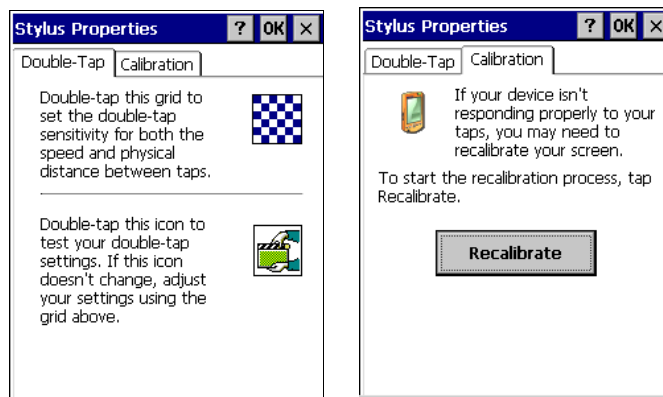 Stylus Properties ? OK ×
Double-Tap Calibration
Double-tap this grid to
set the double-tap
sensitivity for both the
speed and physical
distance between taps.
Double-tap this icon to
test your double-tap
settings. If this icon
doesn't change, adjust
your settings using the
grid above.
Stylus Properties ? OK ×
Double-Tap Calibration
If your device isn't
responding properly to your
taps, you may need to
recalibrate your screen.
To start the recalibration process, tap
Recalibrate.
Recalibrate